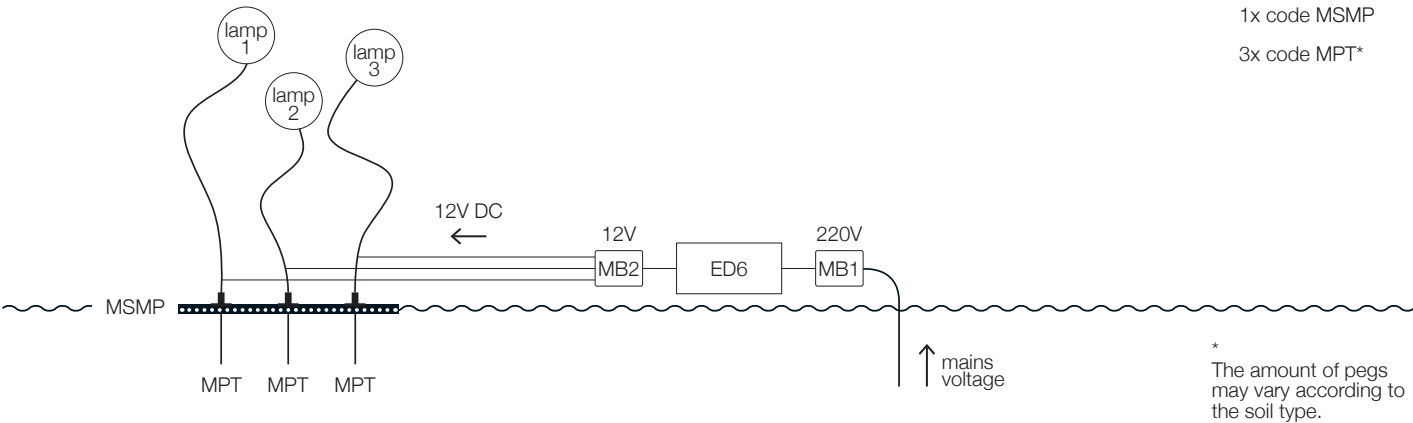 1x code MSMP
3x code MPT*
lamp
1
lamp
2
lamp
3
12V DC
12V
220V
MB2
ED6
MB1
MSMP
MPT
MPT
MPT
mains
voltage
*
The amount of pegs
may vary according to
the soil type.